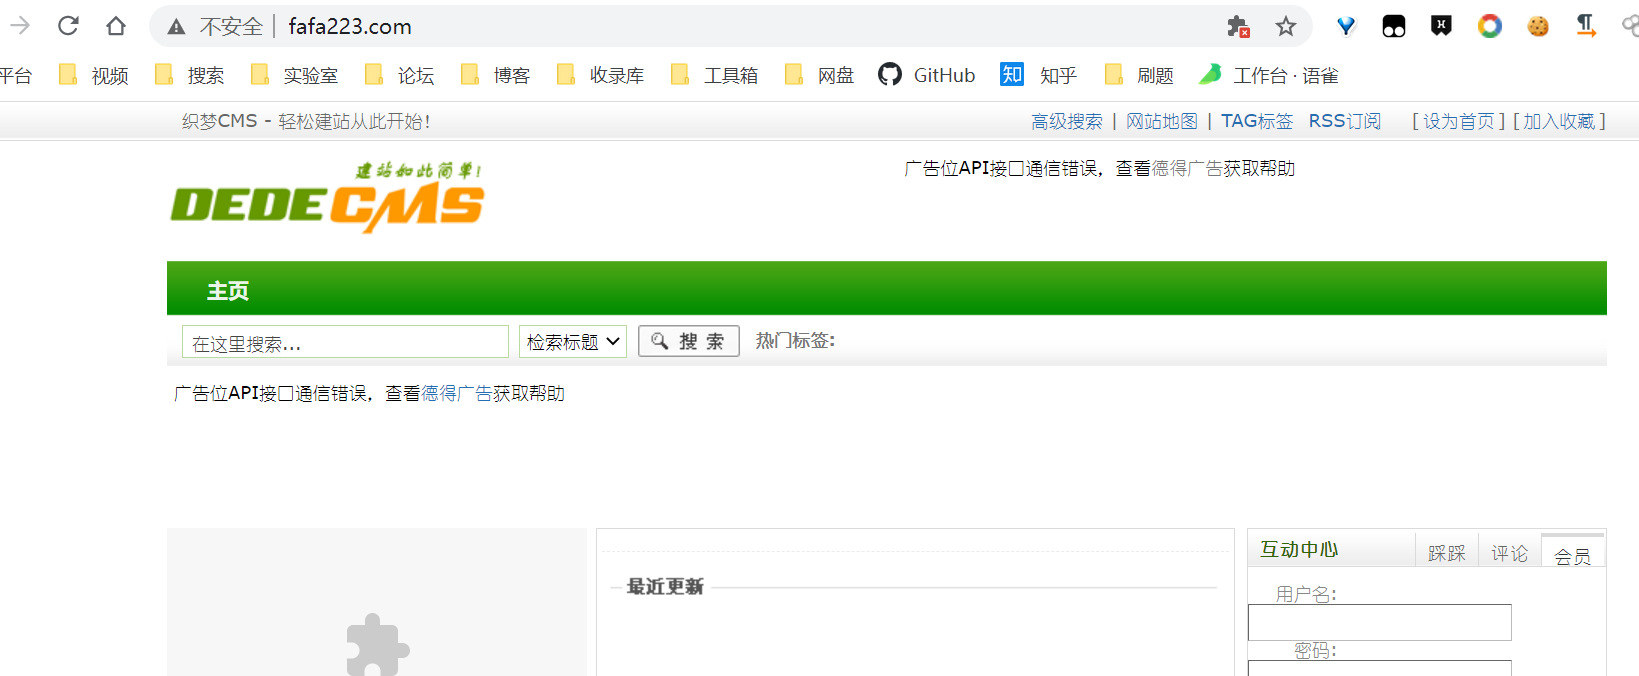 不安全 fafa223.com
平台 视频 搜索 实验室 论坛 博客 收录库 工具箱 网盘 GitHub 知 知乎 刷题 工作台 · 语雀
织梦CMS - 轻松建站从此开始！ 高级搜索 | 网站地图 | TAG标签 RSS订阅 [ 设为首页 ] [ 加入收藏 ]
建站如此简单!
DEDECMS
广告位API接口通信错误，查看德得广告获取帮助
主页
在这里搜索... 检索标题 搜 索 热门标签:
广告位API接口通信错误，查看德得广告获取帮助
互动中心 踩踩 评论 会员
最近更新
用户名:
密码: